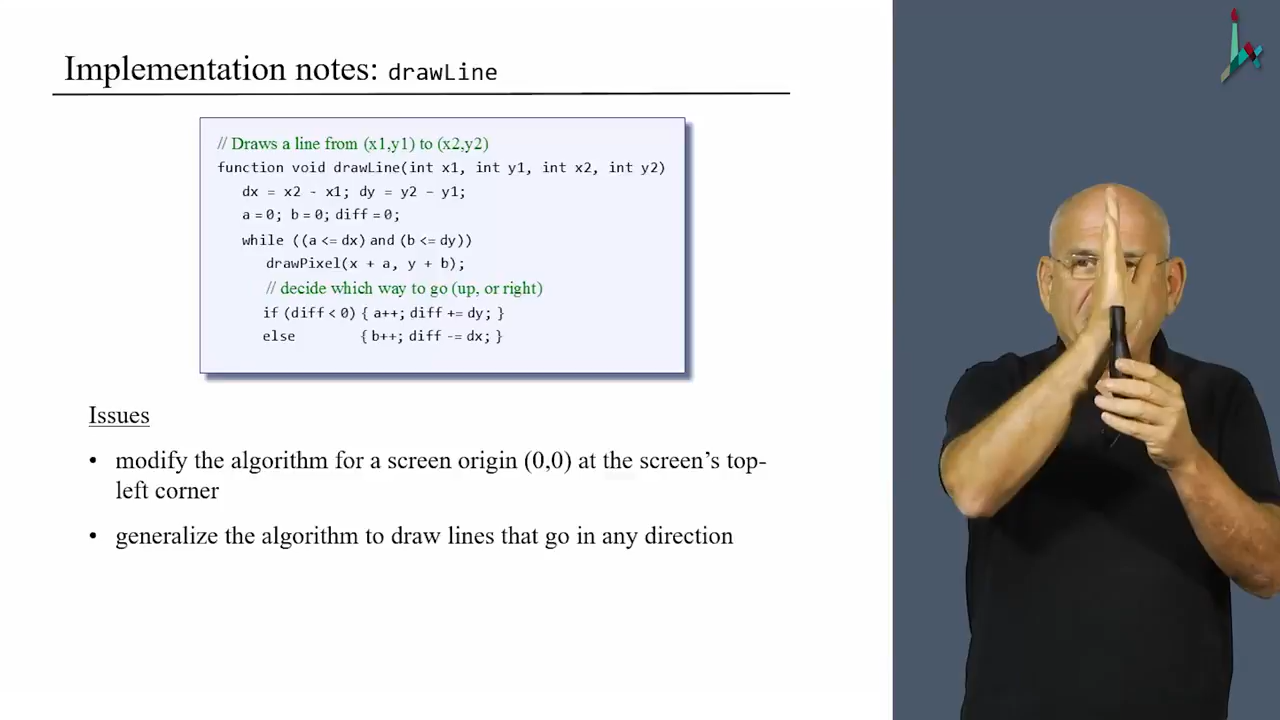 Implementation notes: drawLine
// Draws a line from (x1,y1) to (x2,y2)
function void drawLine(int x1, int y1, int x2, int y2)
dx = x2 - x1; dy = y2 - y1;
a = 0; b = 0; diff = 0;
while ((a <= dx) and (b <= dy))
drawPixel(x + a, y + b);
// decide which way to go (up, or right)
if (diff < 0) { a++; diff += dy; }
else { b++; diff -= dx; }
Issues
• modify the algorithm for a screen origin (0,0) at the screen's top-
left corner
• generalize the algorithm to draw lines that go in any direction